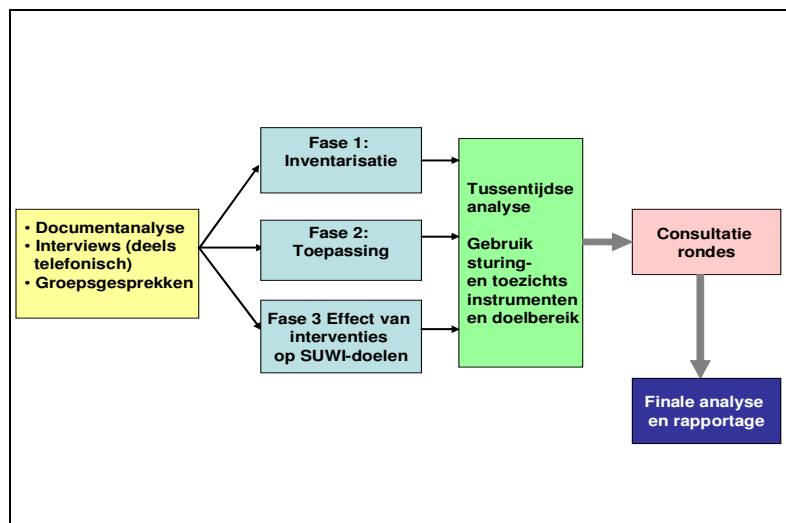 • Documentanalyse
• Interviews (deels
telefonisch)
• Groepsgesprekken
Fase 1:
Inventarisatie
Fase 2:
Toepassing
Fase 3 Effect van
interventies
op SUWI-doelen
Tussentijdse
analyse
Gebruik
sturing-
en toezichts
instrumenten
en doelbereik
Consultatie
rondes
Finale analyse
en rapportage